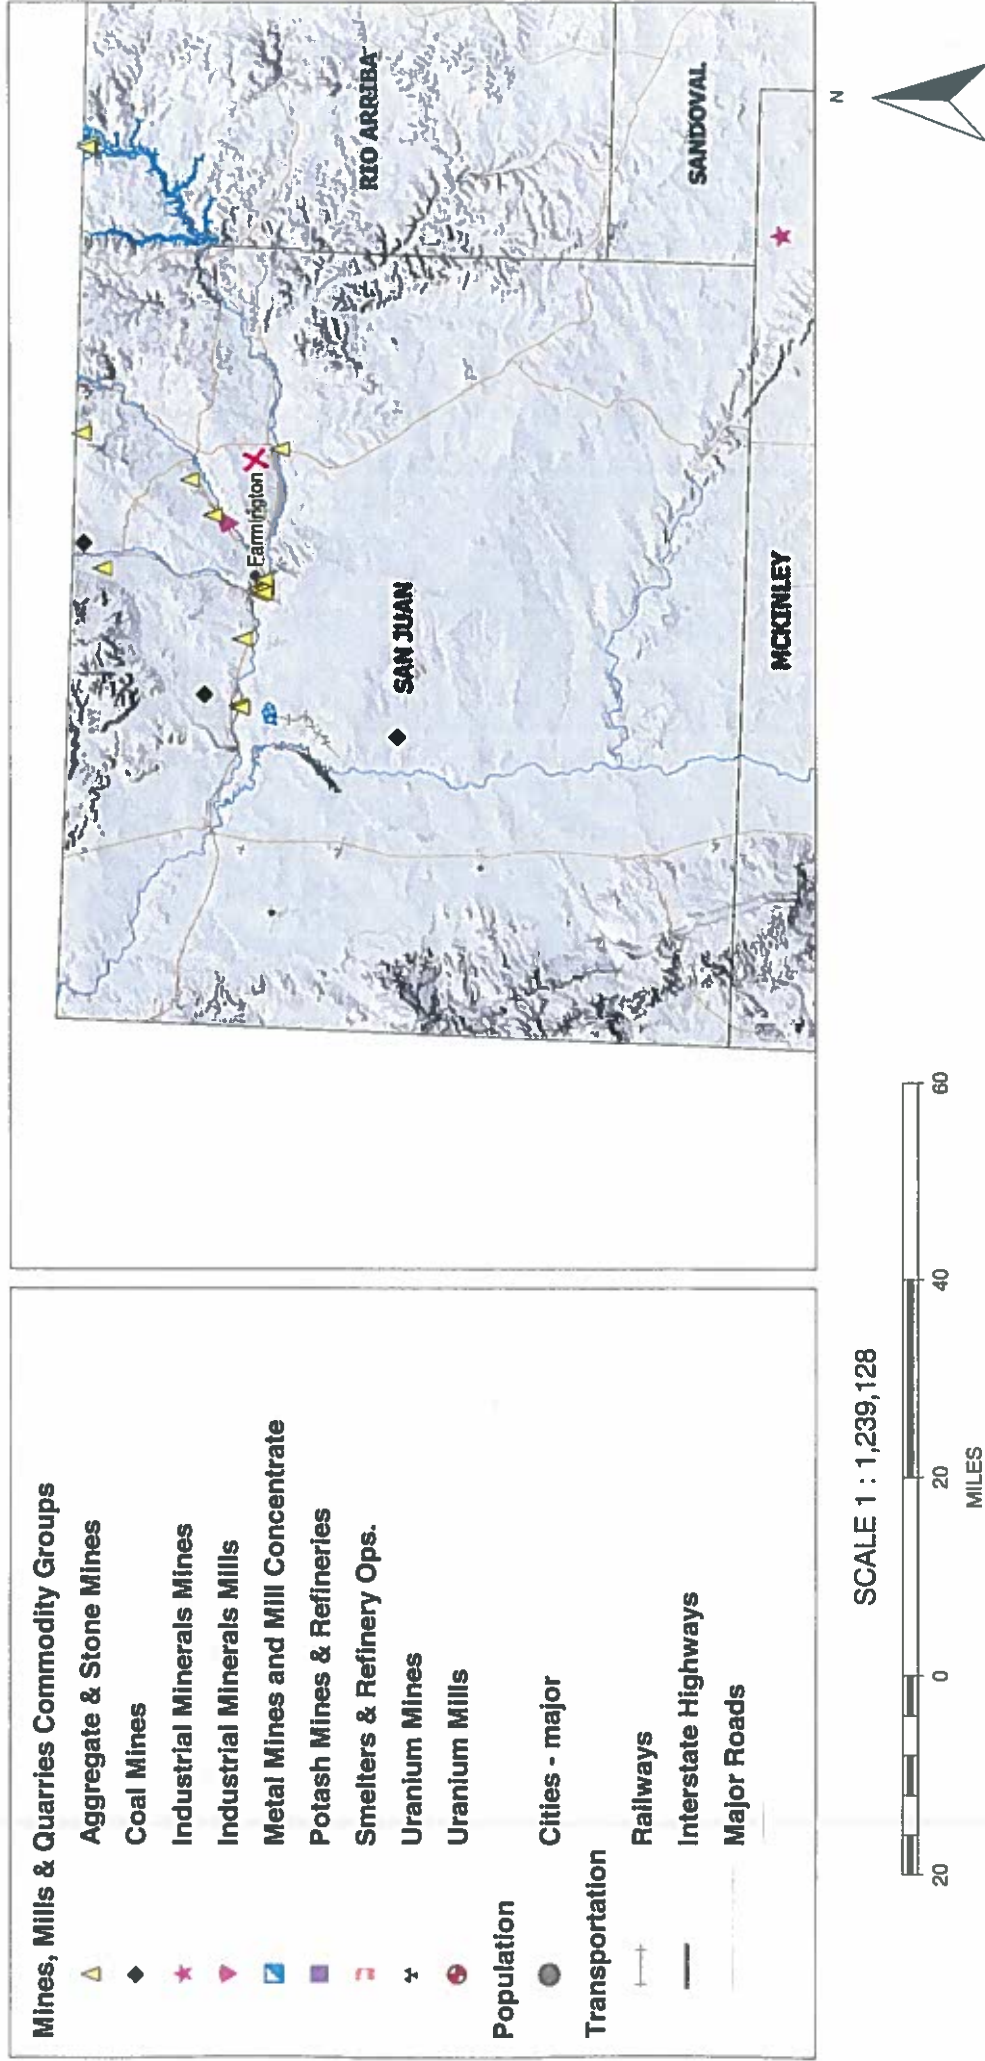 Mines, Mills & Quarries Commodity Groups
Aggregate & Stone Mines
Coal Mines
Industrial Minerals Mines
Industrial Minerals Mills
Metal Mines and Mill Concentrate
Potash Mines & Refineries
Smelters & Refinery Ops.
Uranium Mines
Uranium Mills
Population
Cities - major
Transportation
Railways
Interstate Highways
Major Roads
Farmington
RIO ARRIBA
SAN JUAN
SANDOVAL
MCKINLEY
SCALE 1 : 1,239,128
20 0 20 40 60
MILES
N